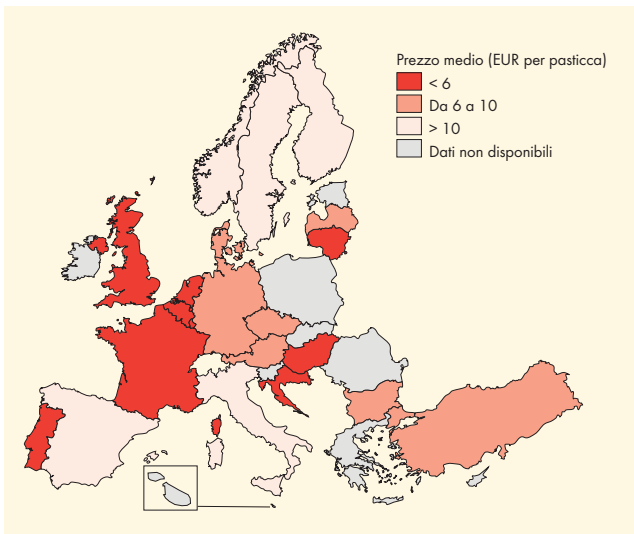 Prezzo medio (EUR per pasticca)
< 6
Da 6 a 10
> 10
Dati non disponibili